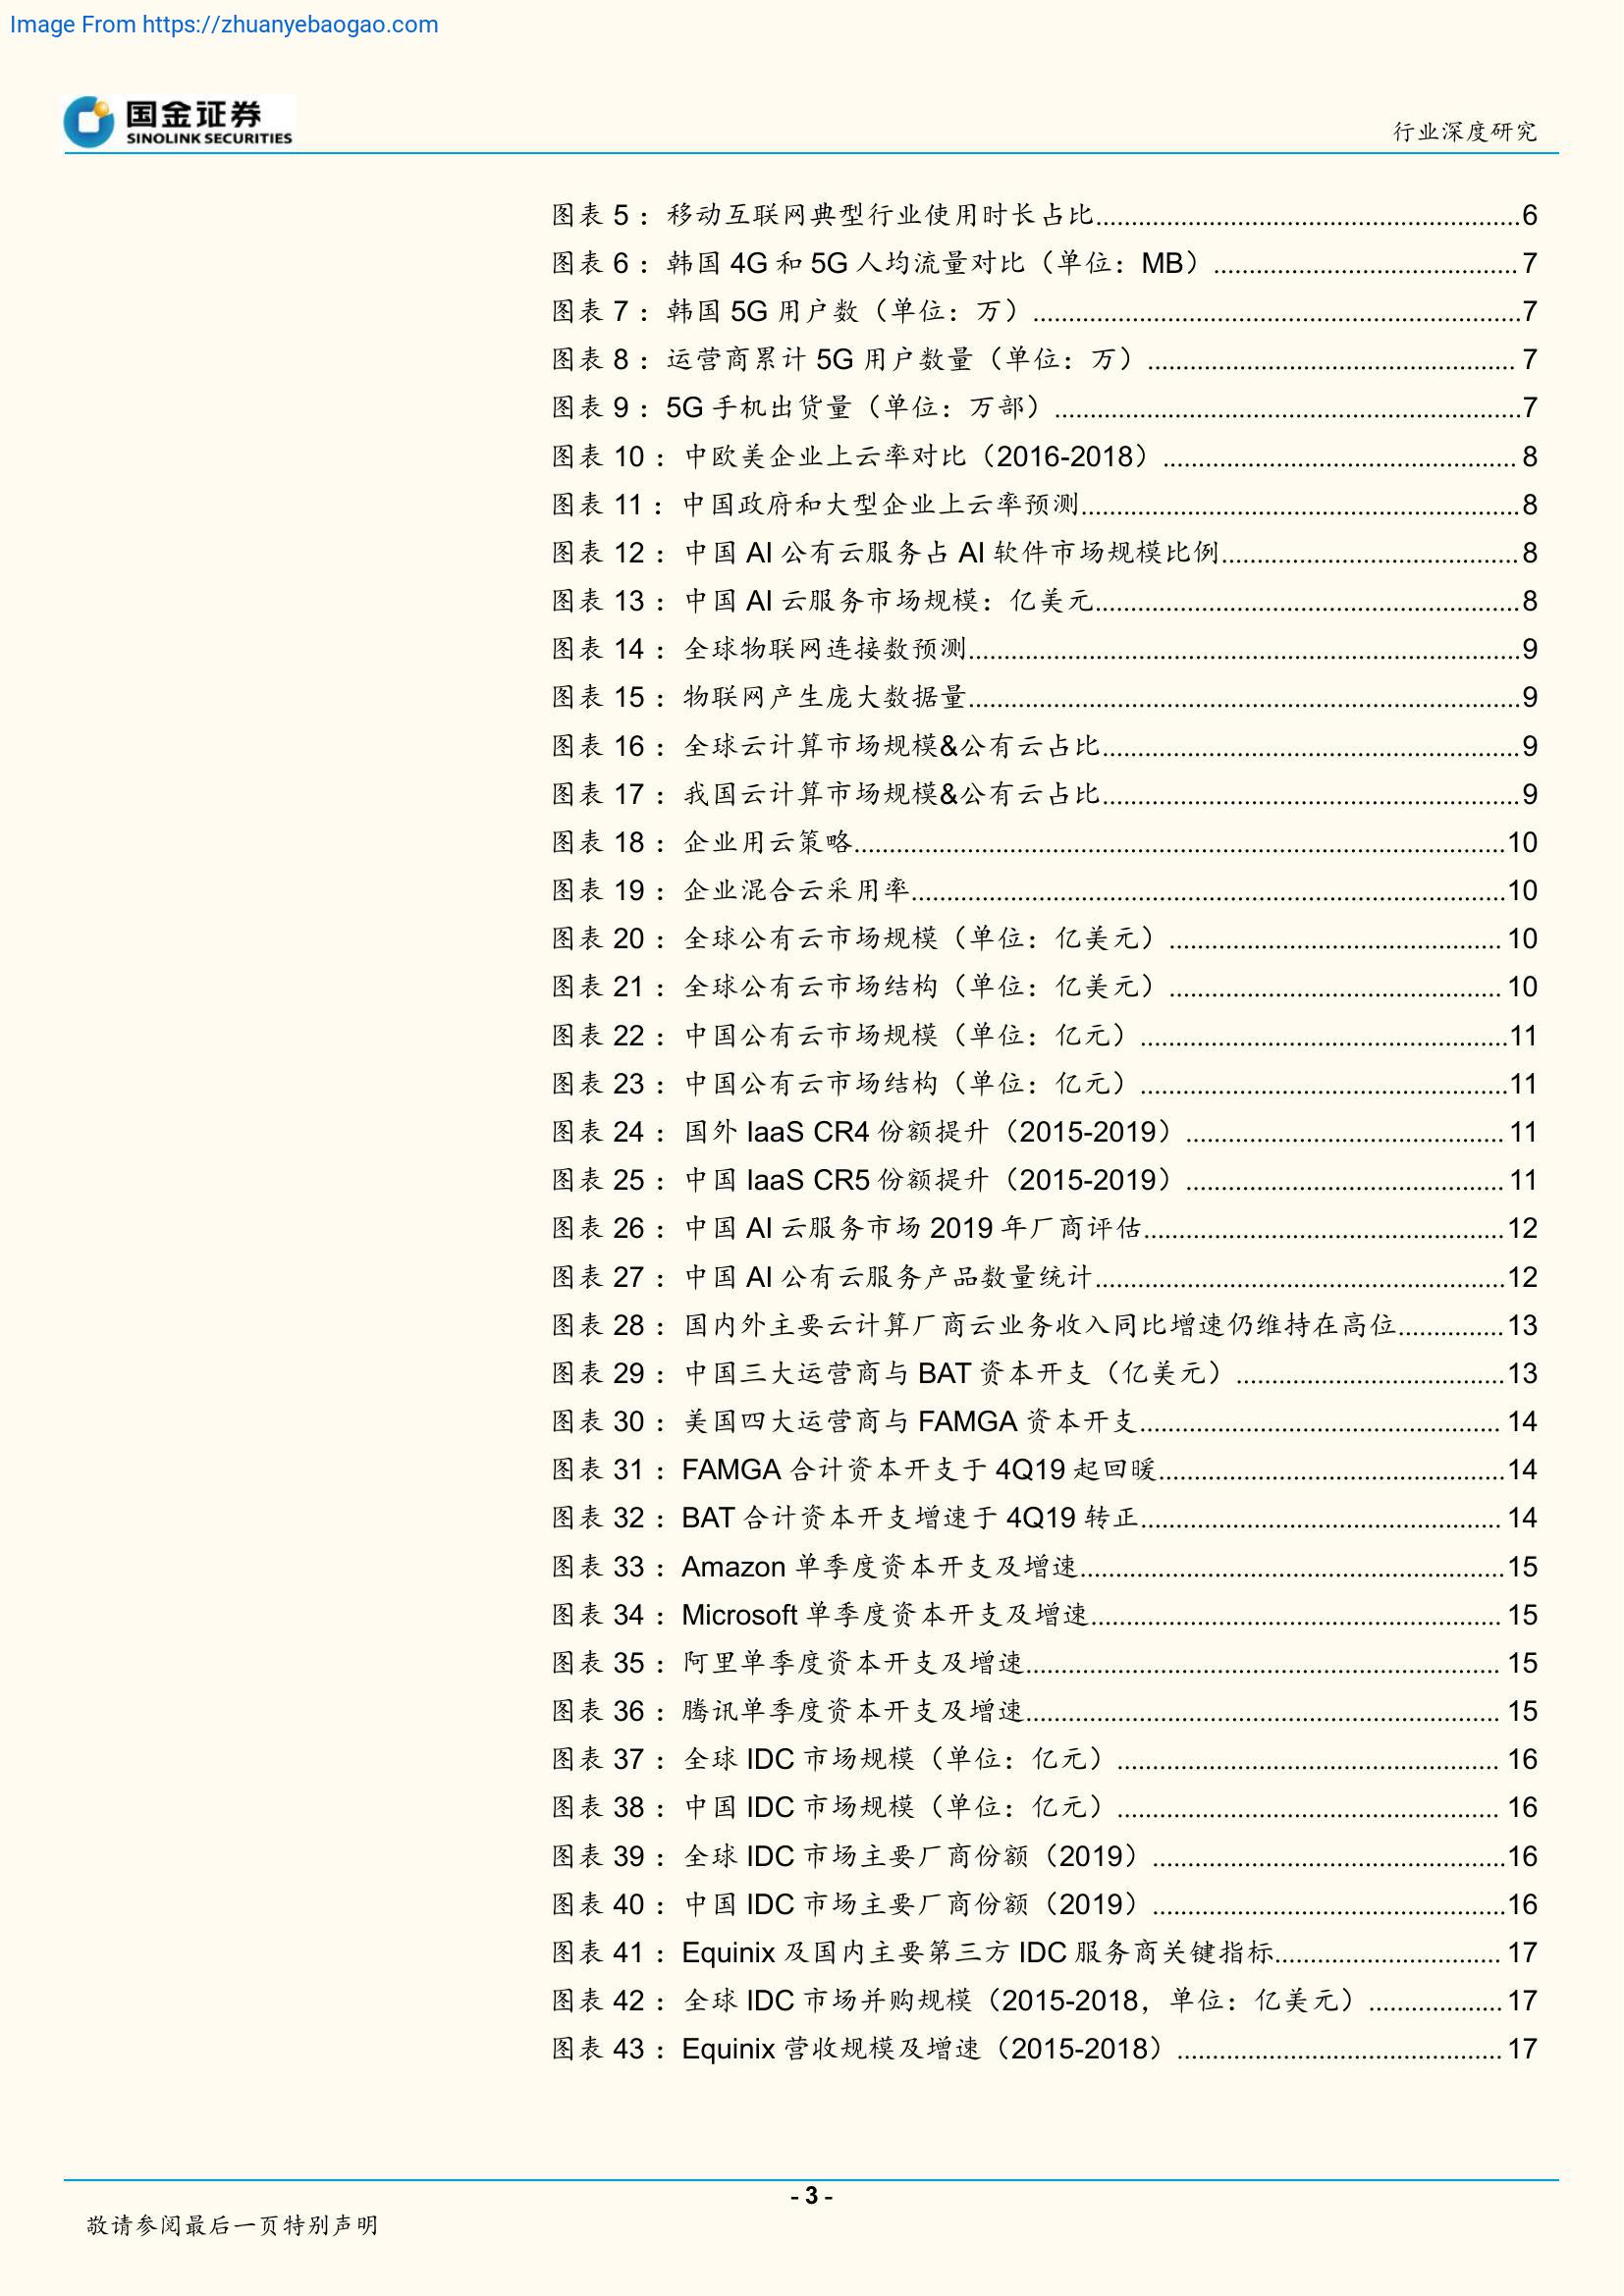 Image From https://zhuanyebaogao.com
国金证券
SINOLINK SECURITIES
行业深度研究
图表 5：移动互联网典型行业使用时长占比......6
图表 6：韩国 4G 和 5G 人均流量对比（单位：MB）......7
图表 7：韩国 5G 用户数（单位：万）......7
图表 8：运营商累计 5G 用户数量（单位：万）......7
图表 9：5G 手机出货量（单位：万部）......7
图表 10：中欧美企业上云率对比（2016-2018）......8
图表 11：中国政府和大型企业上云率预测......8
图表 12：中国 AI 公有云服务占 AI 软件市场规模比例......8
图表 13：中国 AI 云服务市场规模：亿美元......8
图表 14：全球物联网连接数预测......9
图表 15：物联网产生庞大数据量......9
图表 16：全球云计算市场规模&公有云占比......9
图表 17：我国云计算市场规模&公有云占比......9
图表 18：企业用云策略......10
图表 19：企业混合云采用率......10
图表 20：全球公有云市场规模（单位：亿美元）......10
图表 21：全球公有云市场结构（单位：亿美元）......10
图表 22：中国公有云市场规模（单位：亿元）......11
图表 23：中国公有云市场结构（单位：亿元）......11
图表 24：国外 IaaS CR4 份额提升（2015-2019）......11
图表 25：中国 IaaS CR5 份额提升（2015-2019）......11
图表 26：中国 AI 云服务市场 2019 年厂商评估......12
图表 27：中国 AI 公有云服务产品数量统计......12
图表 28：国内外主要云计算厂商云业务收入同比增速仍维持在高位......13
图表 29：中国三大运营商与 BAT 资本开支（亿美元）......13
图表 30：美国四大运营商与 FAMGA 资本开支......14
图表 31：FAMGA 合计资本开支于 4Q19 起回暖......14
图表 32：BAT 合计资本开支增速于 4Q19 转正......14
图表 33：Amazon 单季度资本开支及增速......15
图表 34：Microsoft 单季度资本开支及增速......15
图表 35：阿里单季度资本开支及增速......15
图表 36：腾讯单季度资本开支及增速......15
图表 37：全球 IDC 市场规模（单位：亿元）......16
图表 38：中国 IDC 市场规模（单位：亿元）......16
图表 39：全球 IDC 市场主要厂商份额（2019）......16
图表 40：中国 IDC 市场主要厂商份额（2019）......16
图表 41：Equinix 及国内主要第三方 IDC 服务商关键指标......17
图表 42：全球 IDC 市场并购规模（2015-2018，单位：亿美元）......17
图表 43：Equinix 营收规模及增速（2015-2018）......17
- 3 -
敬请参阅最后一页特别声明